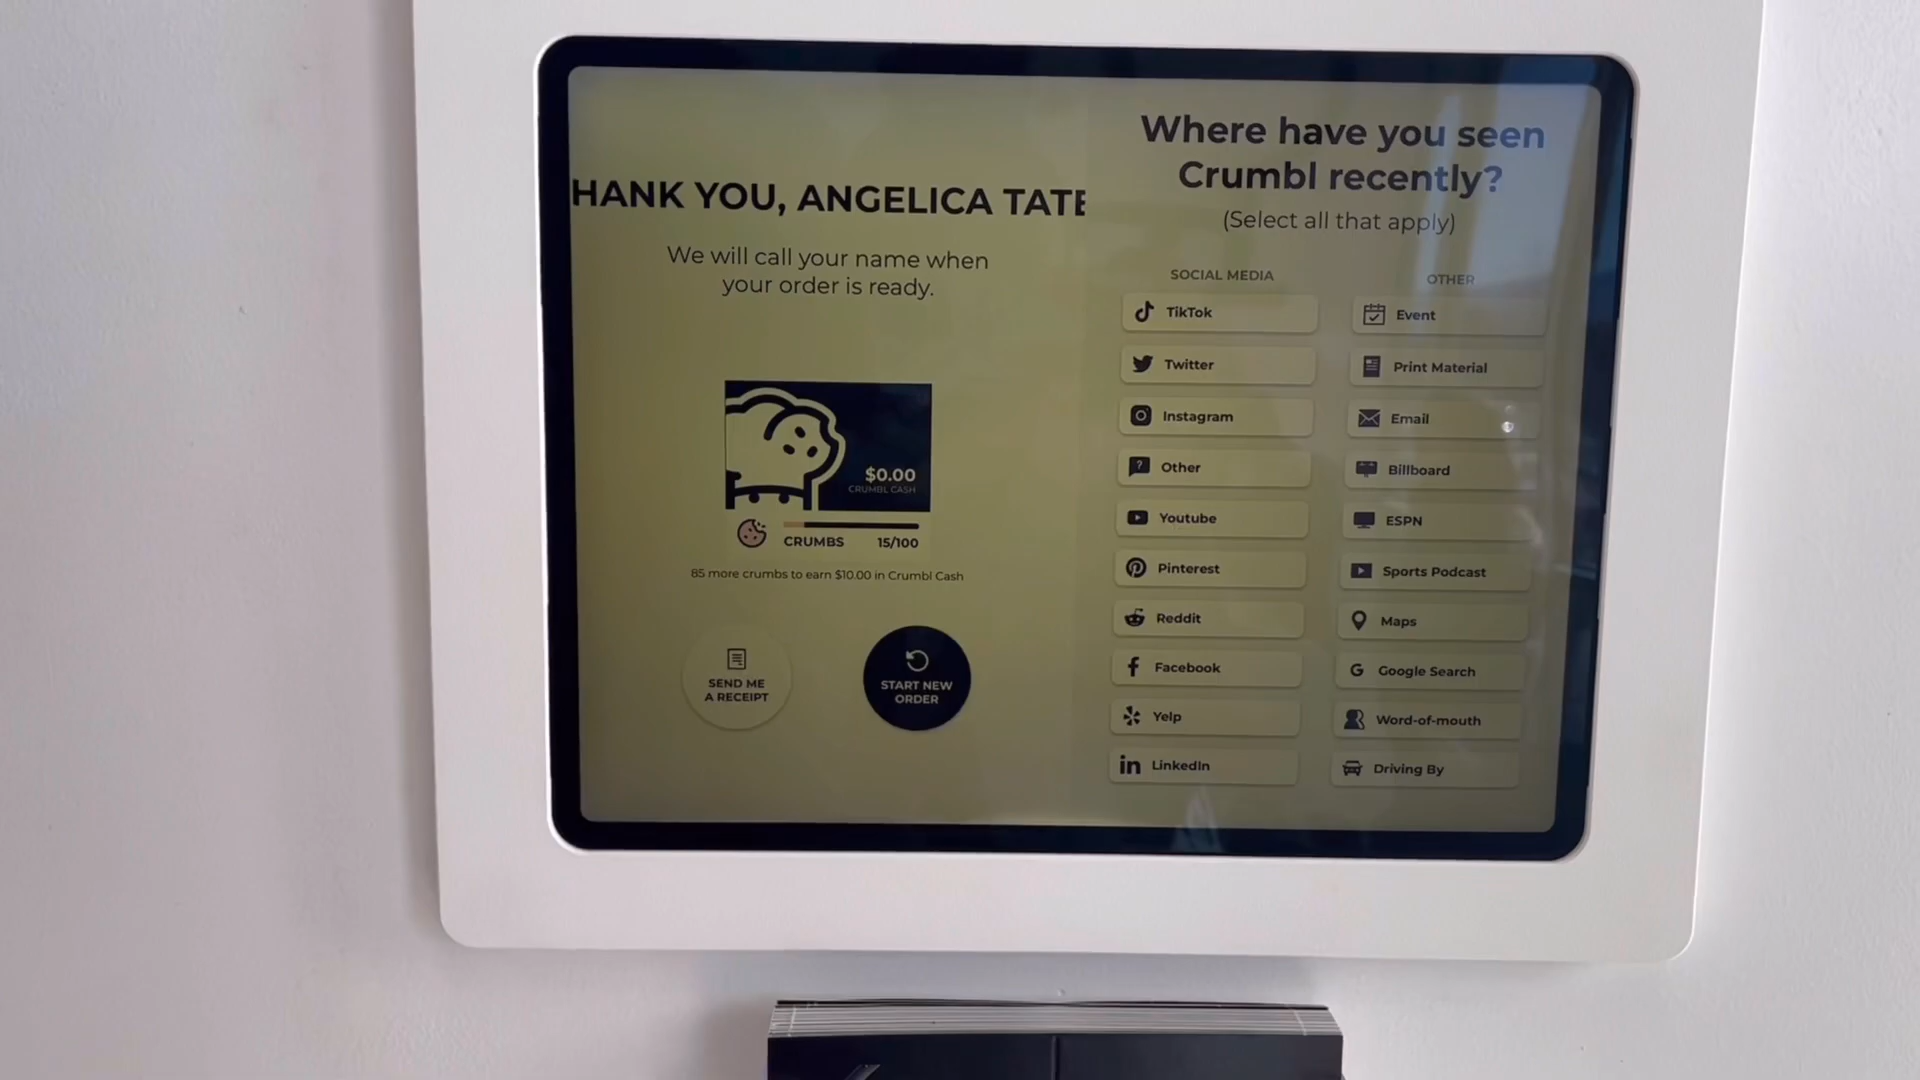 HANK YOU, ANGELICA TATE
We will call your name when
your order is ready.
$0.00
CRUMBL CASH
CRUMBS 15/100
85 more crumbs to earn $10.00 in Crumbl Cash
SEND ME
A RECEIPT
START NEW
ORDER
Where have you seen
Crumbl recently?
(Select all that apply)
SOCIAL MEDIA
TikTok
Twitter
Instagram
Other
Youtube
Pinterest
Reddit
Facebook
Yelp
LinkedIn
OTHER
Event
Print Material
Email
Billboard
ESPN
Sports Podcast
Maps
Google Search
Word-of-mouth
Driving By